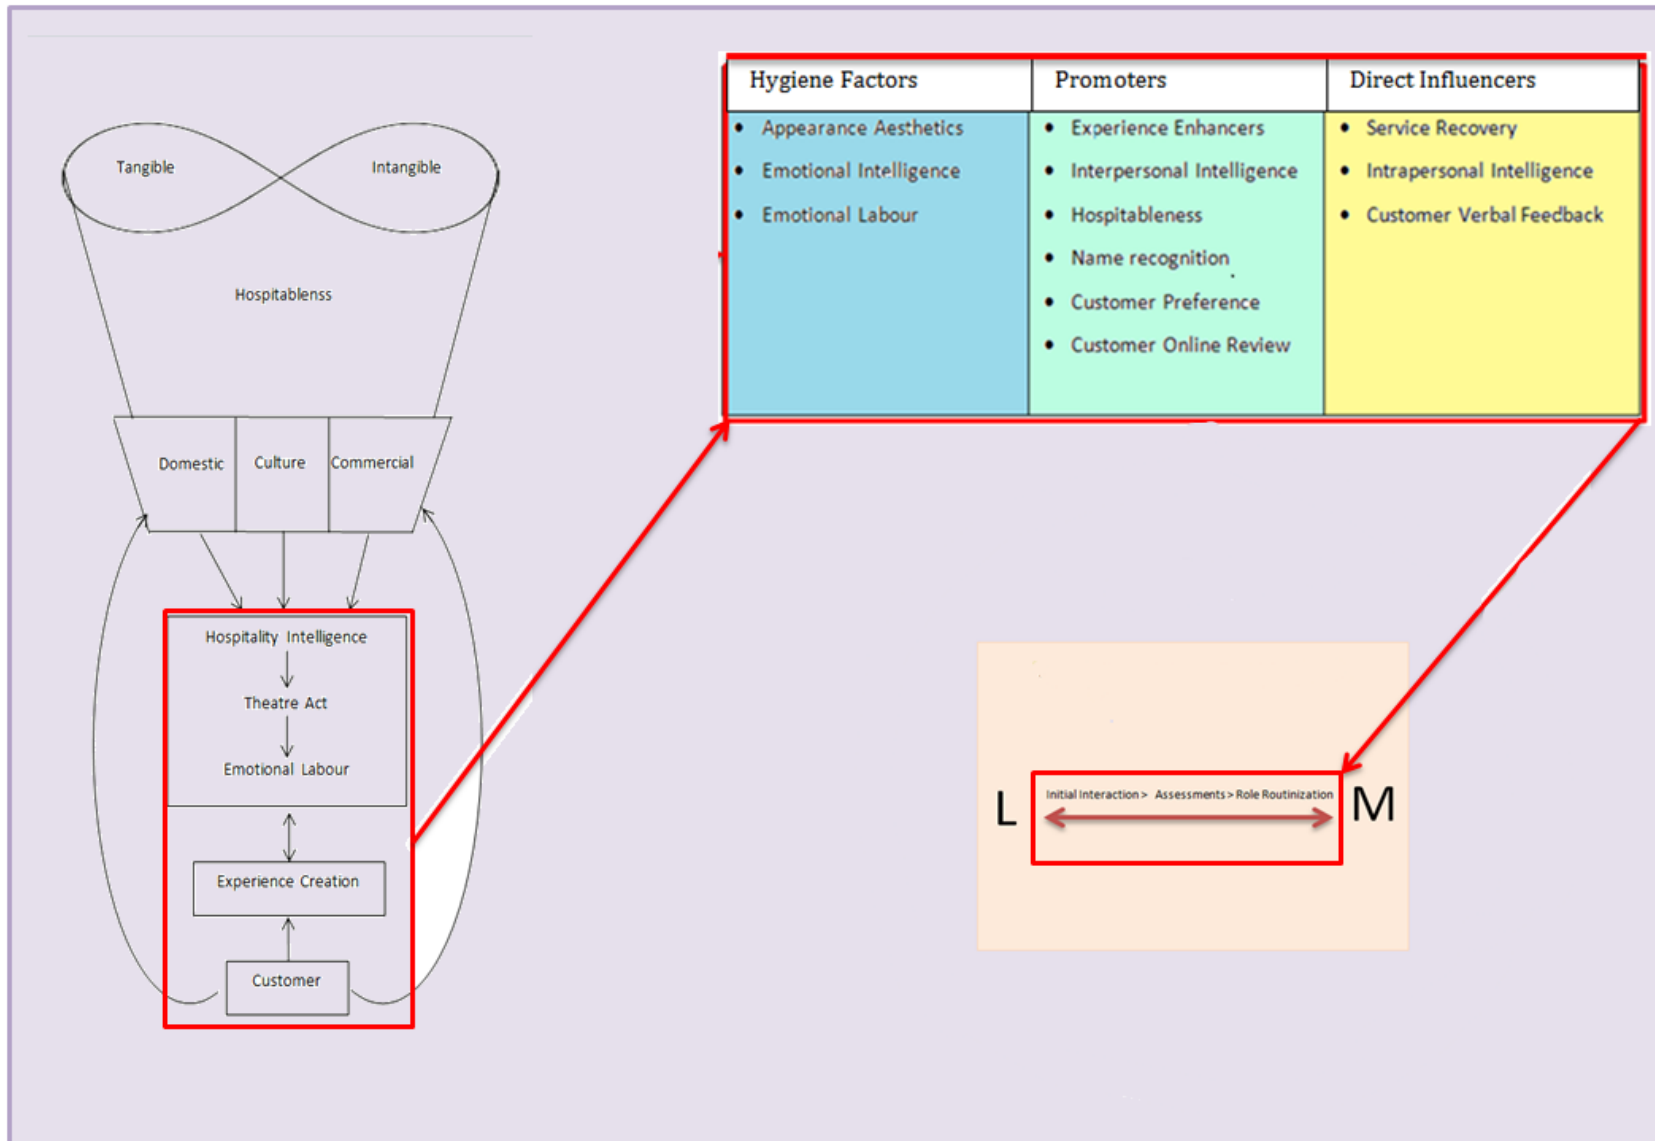 Tangible
Intangible
Hospitablenss
Domestic
Culture
Commercial
Hospitality Intelligence
Theatre Act
Emotional Labour
Experience Creation
Customer
Hygiene Factors
• Appearance Aesthetics
• Emotional Intelligence
• Emotional Labour
Promoters
• Experience Enhancers
• Interpersonal Intelligence
• Hospitableness
• Name recognition
• Customer Preference
• Customer Online Review
Direct Influencers
• Service Recovery
• Intrapersonal Intelligence
• Customer Verbal Feedback
L
Initial Interaction > Assessments > Role Routinization
M